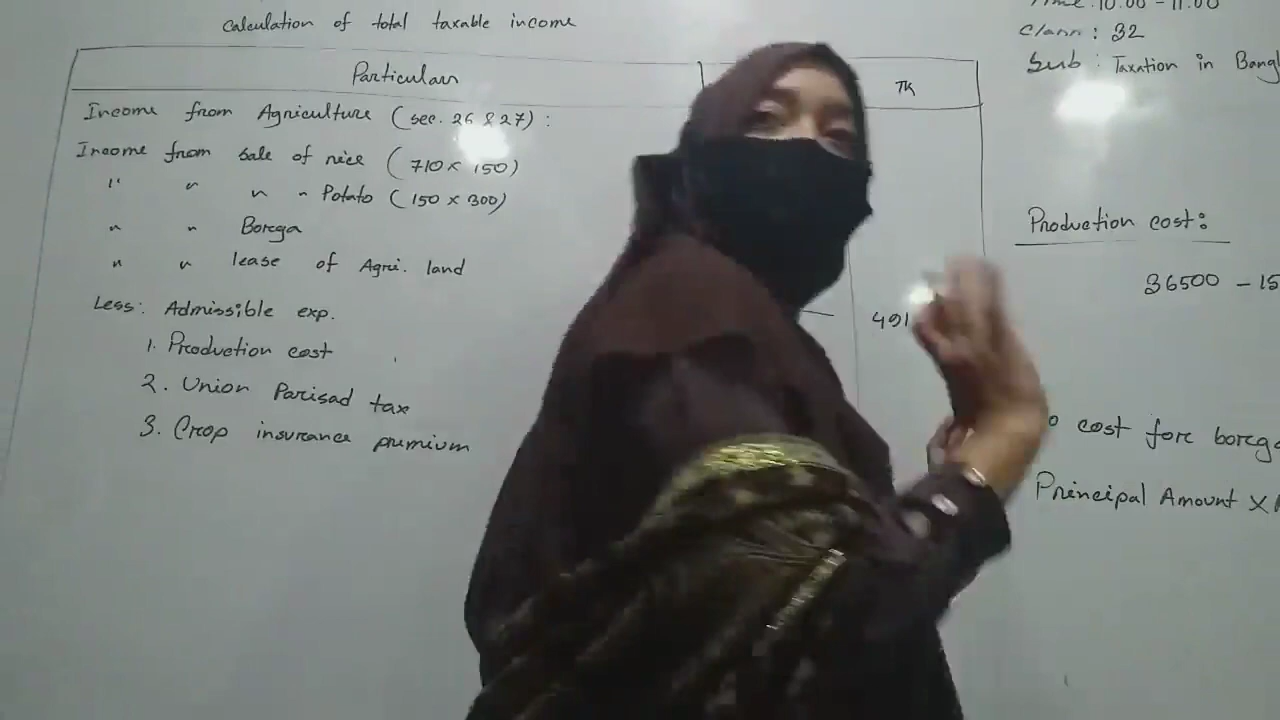 Calculation of total taxable income
Time : 10.00 - 11.00
Class : 32
Sub : Taxation in Bangl
Particulars
TK
Income from Agriculture (sec. 26 & 27) :
Income from sale of rice (710 x 150)
" " " " Potato (150 x 300)
" " Borga
" " lease of Agri. land
Less: Admissible exp.
1. Production cost
2. Union Parisad tax
3. Crop insurance premium
491
Production cost:
36500 - 15
cost for borga
Principal Amount x